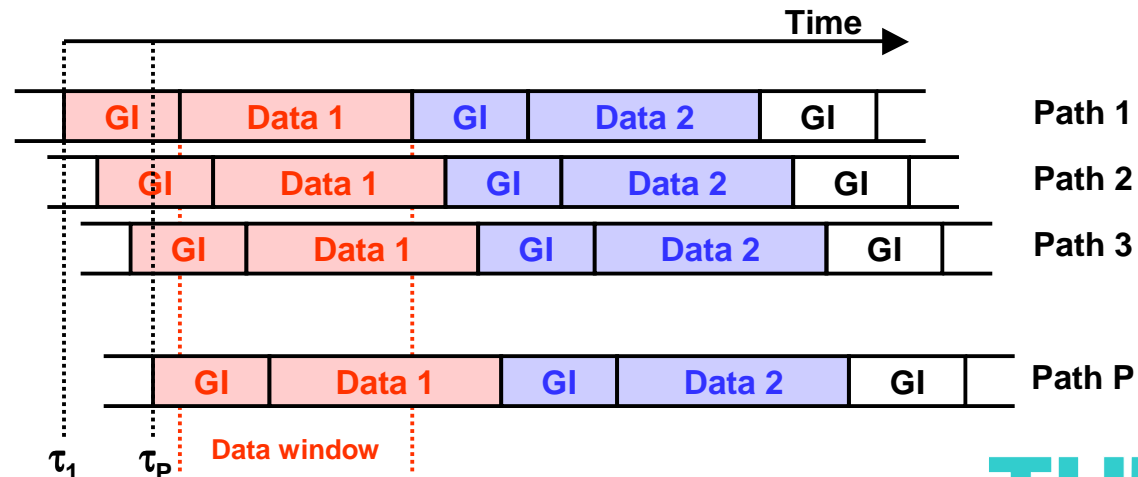 Time
GI Data 1 GI Data 2 GI Path 1
GI Data 1 GI Data 2 GI Path 2
GI Data 1 GI Data 2 GI Path 3
GI Data 1 GI Data 2 GI Path P
τ1 τP Data window